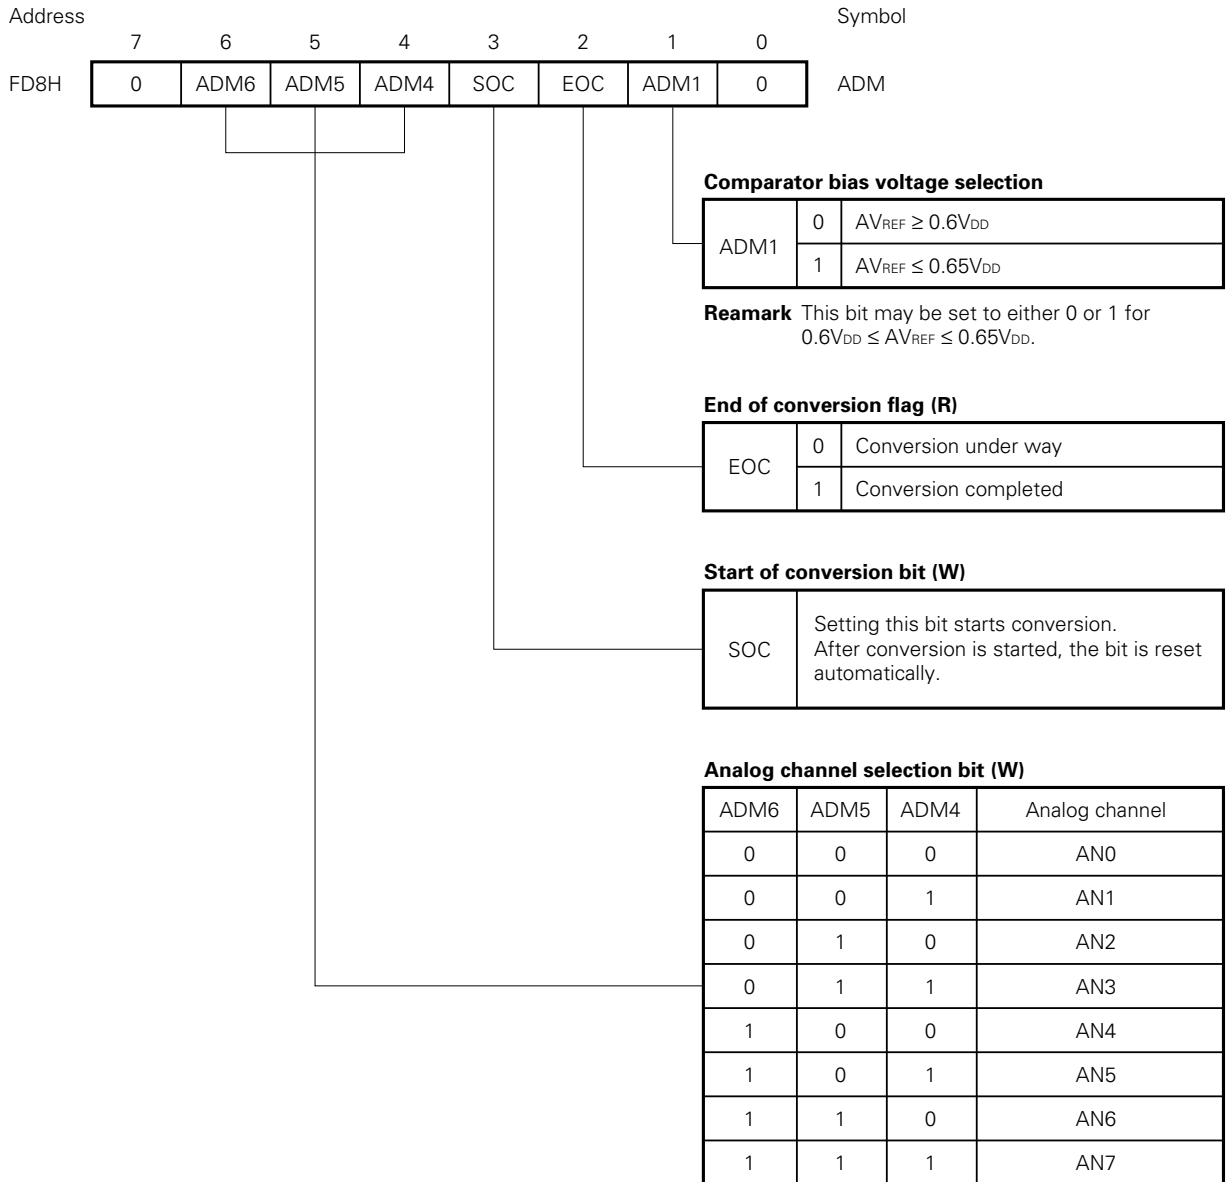 Address Symbol
7 6 5 4 3 2 1 0
FD8H 0 ADM6 ADM5 ADM4 SOC EOC ADM1 0 ADM
Comparator bias voltage selection
ADM1
0 AVREF ≥ 0.6VDD
1 AVREF ≤ 0.65VDD
Reamark This bit may be set to either 0 or 1 for
0.6VDD ≤ AVREF ≤ 0.65VDD.
End of conversion flag (R)
EOC
0 Conversion under way
1 Conversion completed
Start of conversion bit (W)
SOC
Setting this bit starts conversion.
After conversion is started, the bit is reset
automatically.
Analog channel selection bit (W)
ADM6 ADM5 ADM4 Analog channel
0 0 0 AN0
0 0 1 AN1
0 1 0 AN2
0 1 1 AN3
1 0 0 AN4
1 0 1 AN5
1 1 0 AN6
1 1 1 AN7